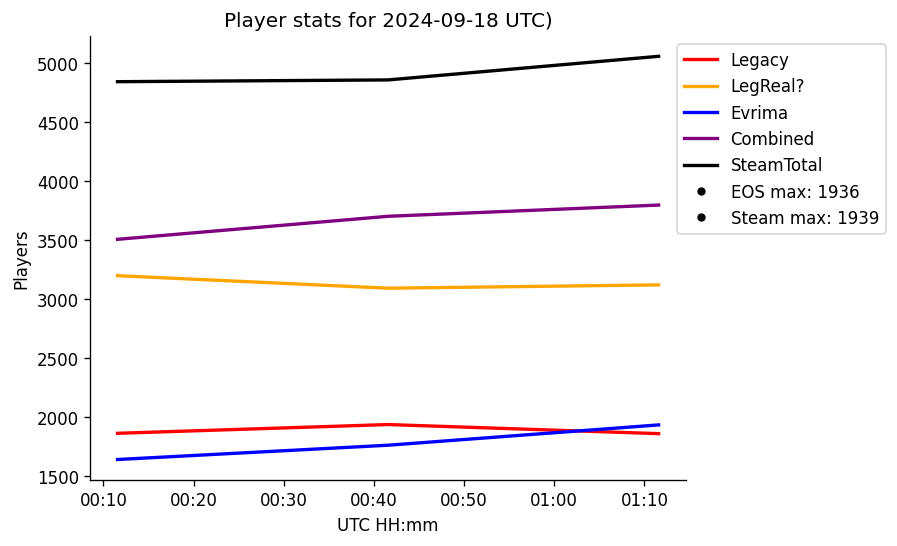 Player stats for 2024-09-18 UTC)
Players
5000
4500
4000
3500
3000
2500
2000
1500
00:10 00:20 00:30 00:40 00:50 01:00 01:10
UTC HH:mm
Legacy
LegReal?
Evrima
Combined
SteamTotal
EOS max: 1936
Steam max: 1939